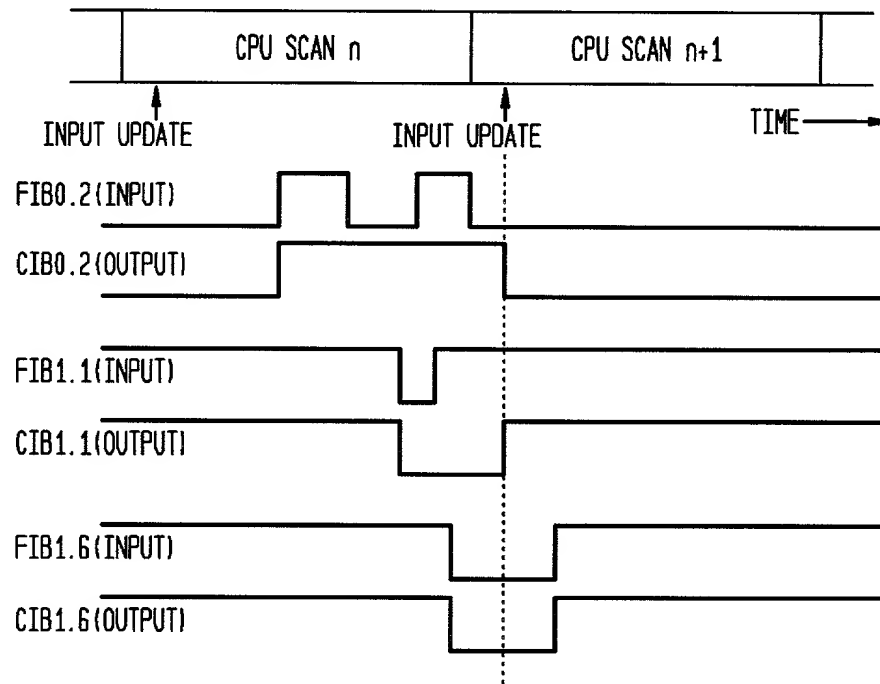 CPU SCAN n
CPU SCAN n+1
INPUT UPDATE
INPUT UPDATE
TIME
FIB0.2(INPUT)
CIB0.2(OUTPUT)
FIB1.1(INPUT)
CIB1.1(OUTPUT)
FIB1.6(INPUT)
CIB1.6(OUTPUT)